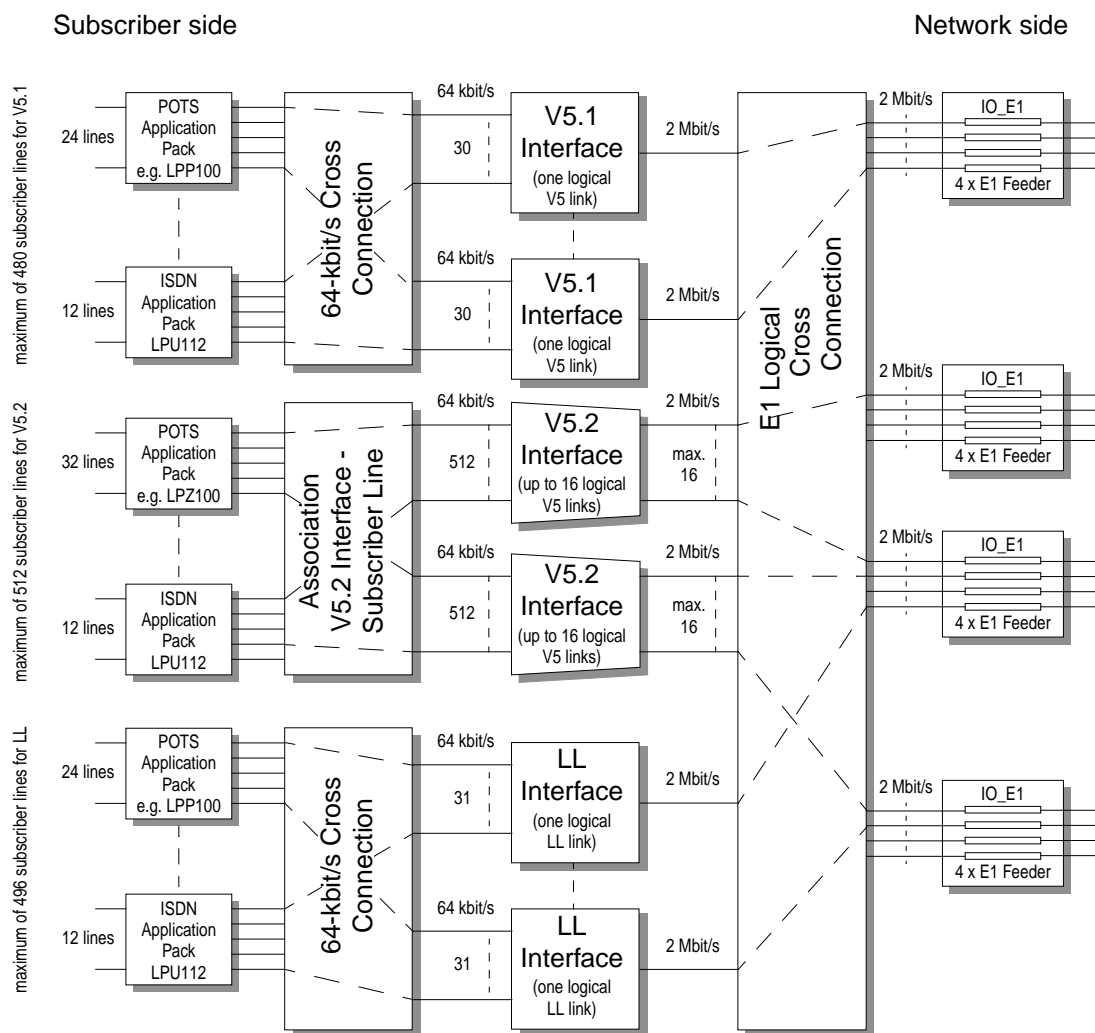 Subscriber side
Network side
maximum of 480 subscriber lines for V5.1
24 lines
POTS
Application
Pack
e.g. LPP100
12 lines
ISDN
Application
Pack
LPU112
64-kbit/s Cross
Connection
64 kbit/s
30
V5.1
Interface
(one logical
V5 link)
2 Mbit/s
64 kbit/s
30
V5.1
Interface
(one logical
V5 link)
2 Mbit/s
maximum of 512 subscriber lines for V5.2
32 lines
POTS
Application
Pack
e.g. LPZ100
12 lines
ISDN
Application
Pack
LPU112
Association
V5.2 Interface -
Subscriber Line
64 kbit/s
512
V5.2
Interface
(up to 16 logical
V5 links)
2 Mbit/s
max.
16
64 kbit/s
512
V5.2
Interface
(up to 16 logical
V5 links)
2 Mbit/s
max.
16
maximum of 496 subscriber lines for LL
24 lines
POTS
Application
Pack
e.g. LPP100
12 lines
ISDN
Application
Pack
LPU112
64-kbit/s Cross
Connection
64 kbit/s
31
LL
Interface
(one logical
LL link)
2 Mbit/s
64 kbit/s
31
LL
Interface
(one logical
LL link)
2 Mbit/s
E1 Logical
Cross
Connection
2 Mbit/s
IO_E1
4 x E1 Feeder
2 Mbit/s
IO_E1
4 x E1 Feeder
2 Mbit/s
IO_E1
4 x E1 Feeder
2 Mbit/s
IO_E1
4 x E1 Feeder